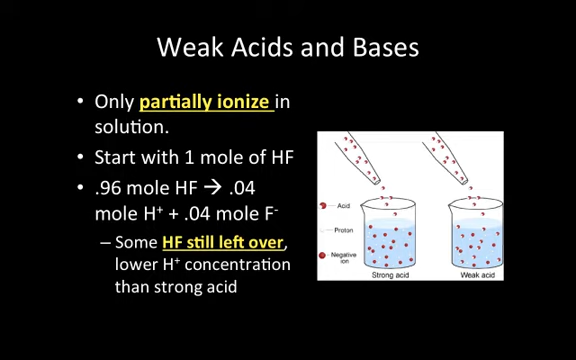 Weak Acids and Bases
• Only partially ionize in
solution.
• Start with 1 mole of HF
• .96 mole HF → .04
mole H⁺ + .04 mole F⁻
– Some HF still left over,
lower H⁺ concentration
than strong acid
Acid
Proton
Negative
ion
Strong acid
Weak acid